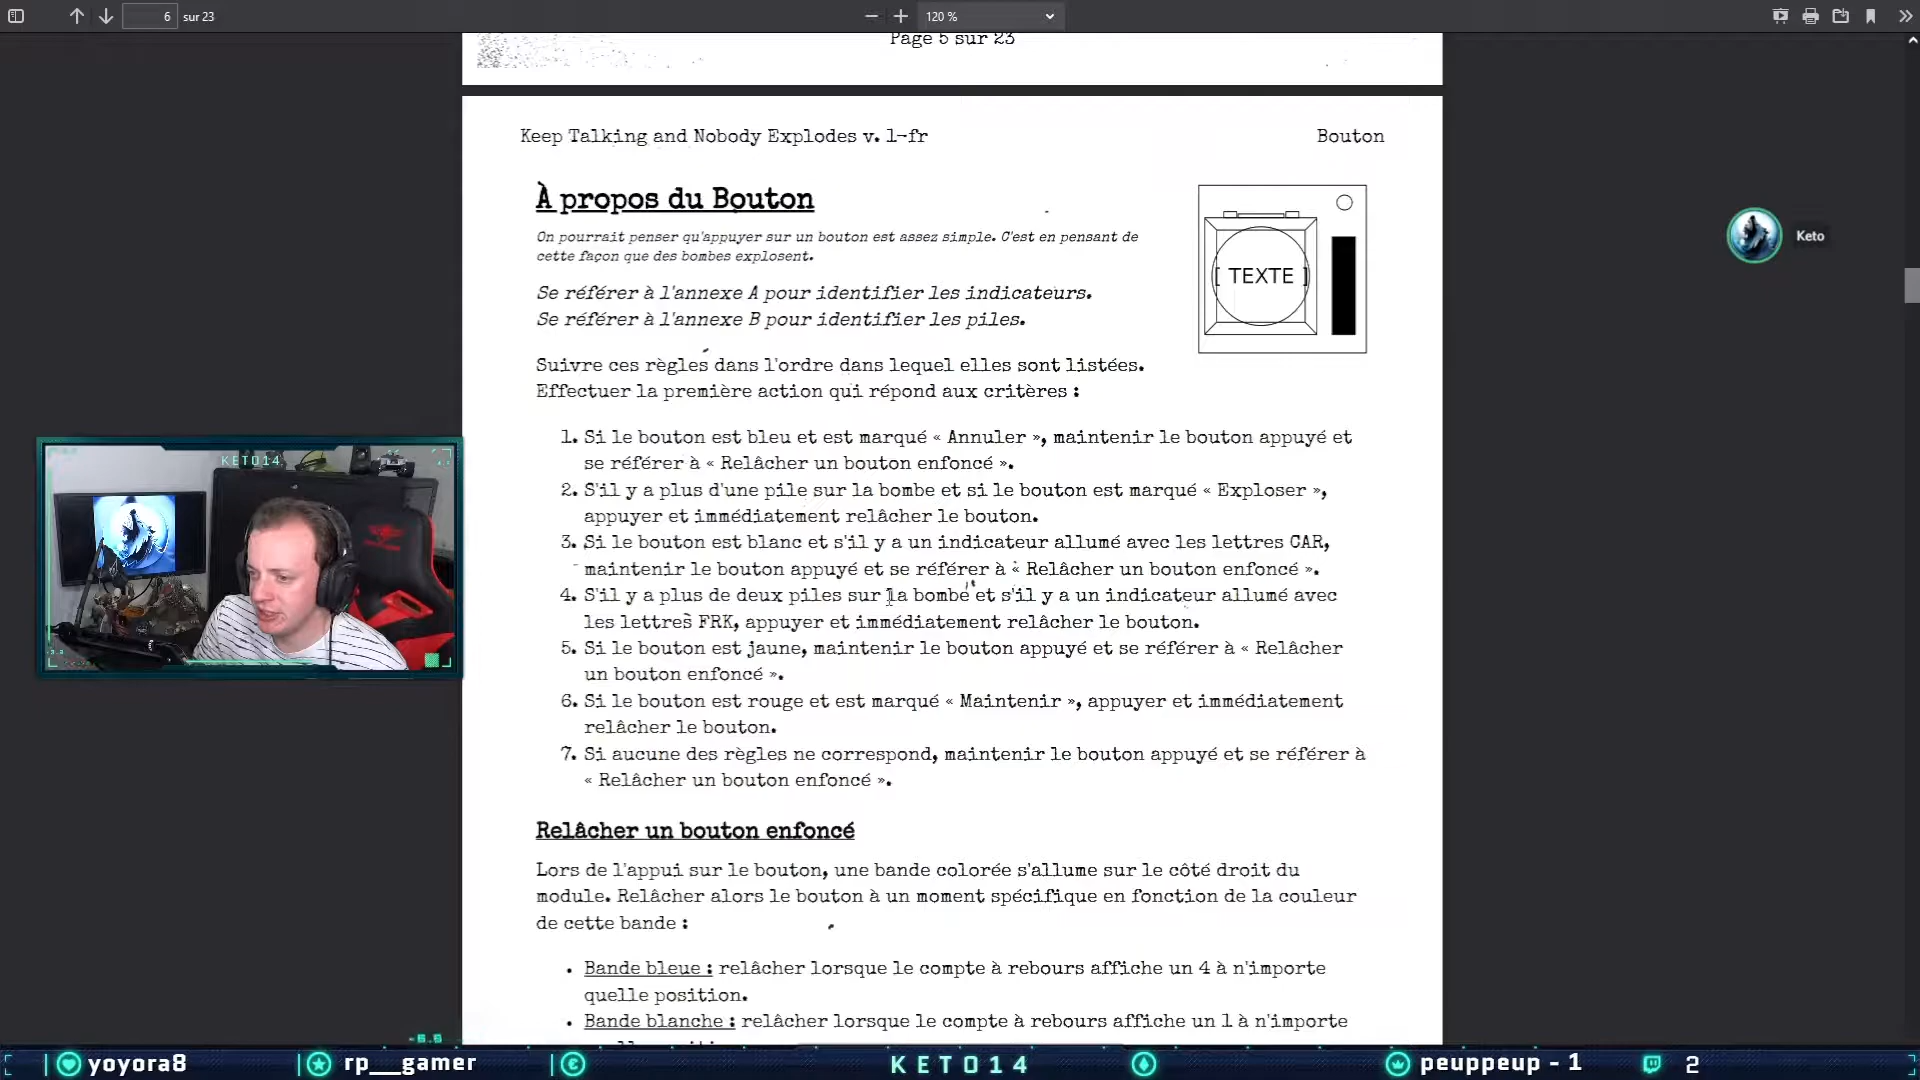 6 sur 23
120 %
Page 5 sur 23
Keep Talking and Nobody Explodes v. 1-fr
Bouton
À propos du Bouton
On pourrait penser qu'appuyer sur un bouton est assez simple. C'est en pensant de
cette façon que des bombes explosent.
[ TEXTE ]
Se référer à l'annexe A pour identifier les indicateurs.
Se référer à l'annexe B pour identifier les piles.
Suivre ces règles dans l'ordre dans lequel elles sont listées.
Effectuer la première action qui répond aux critères :
1. Si le bouton est bleu et est marqué « Annuler », maintenir le bouton appuyé et
se référer à « Relâcher un bouton enfoncé ».
2. S'il y a plus d'une pile sur la bombe et si le bouton est marqué « Exploser »,
appuyer et immédiatement relâcher le bouton.
3. Si le bouton est blanc et s'il y a un indicateur allumé avec les lettres CAR,
maintenir le bouton appuyé et se référer à « Relâcher un bouton enfoncé ».
4. S'il y a plus de deux piles sur la bombe et s'il y a un indicateur allumé avec
les lettres FRK, appuyer et immédiatement relâcher le bouton.
5. Si le bouton est jaune, maintenir le bouton appuyé et se référer à « Relâcher
un bouton enfoncé ».
6. Si le bouton est rouge et est marqué « Maintenir », appuyer et immédiatement
relâcher le bouton.
7. Si aucune des règles ne correspond, maintenir le bouton appuyé et se référer à
« Relâcher un bouton enfoncé ».
Relâcher un bouton enfoncé
Lors de l'appui sur le bouton, une bande colorée s'allume sur le côté droit du
module. Relâcher alors le bouton à un moment spécifique en fonction de la couleur
de cette bande :
• Bande bleue : relâcher lorsque le compte à rebours affiche un 4 à n'importe
quelle position.
• Bande blanche : relâcher lorsque le compte à rebours affiche un 1 à n'importe
Keto
KETO14
yoyora8
rp__gamer
KETO14
peuppeup - 1
2